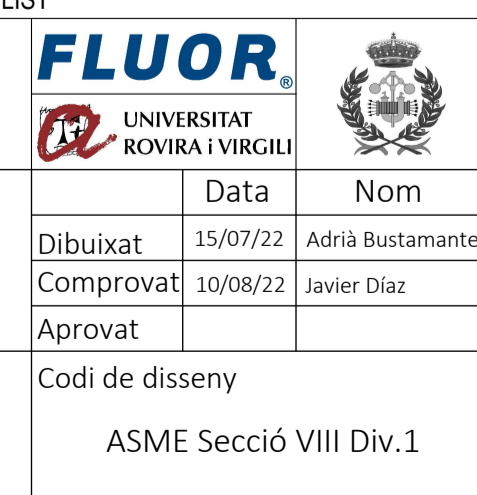 LIST
FLUOR®
UNIVERSITAT
ROVIRA i VIRGILI
Data Nom
Dibuixat 15/07/22 Adrià Bustamante
Comprovat 10/08/22 Javier Díaz
Aprovat
Codi de disseny
ASME Secció VIII Div.1